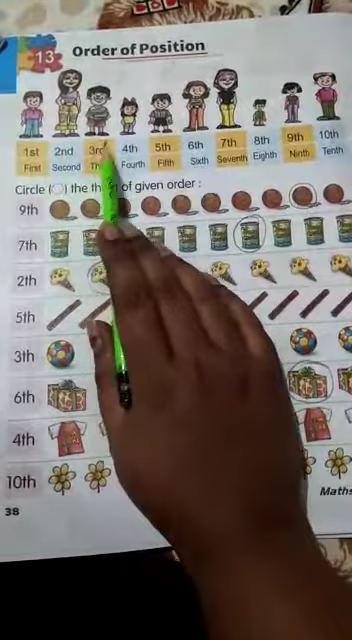 13 Order of Position
1st 2nd 3rd 4th 5th 6th 7th 8th 9th 10th
First Second Fourth Fifth Sixth Seventh Eighth Ninth Tenth
Circle ( ) the of given order :
9th
7th
2th
5th
3th
6th
4th
10th
38 Maths